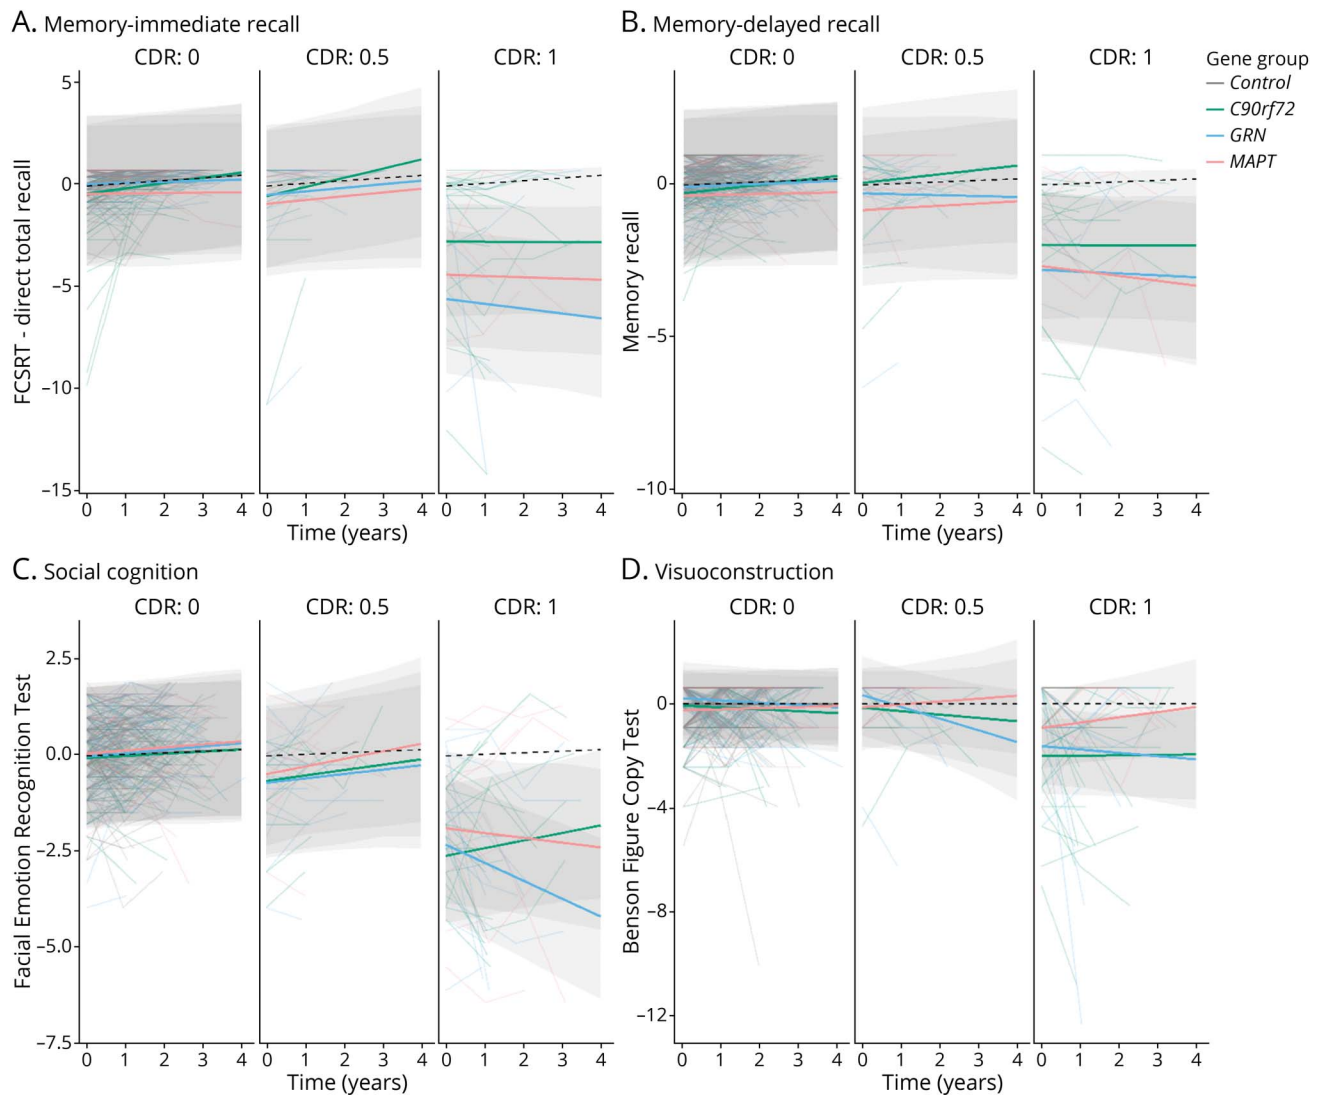 A. Memory-immediate recall
B. Memory-delayed recall
CDR: 0 CDR: 0.5 CDR: 1
CDR: 0 CDR: 0.5 CDR: 1
Gene group
Control
C90rf72
GRN
MAPT
FCSRT - direct total recall
5
0
−5
−10
−15
0 1 2 3 4 0 1 2 3 4 0 1 2 3 4
Time (years)
Memory recall
0
−5
−10
0 1 2 3 4 0 1 2 3 4 0 1 2 3 4
Time (years)
C. Social cognition
D. Visuoconstruction
CDR: 0 CDR: 0.5 CDR: 1
CDR: 0 CDR: 0.5 CDR: 1
Facial Emotion Recognition Test
2.5
0.0
−2.5
−5.0
−7.5
0 1 2 3 4 0 1 2 3 4 0 1 2 3 4
Time (years)
Benson Figure Copy Test
0
−4
−8
−12
0 1 2 3 4 0 1 2 3 4 0 1 2 3 4
Time (years)